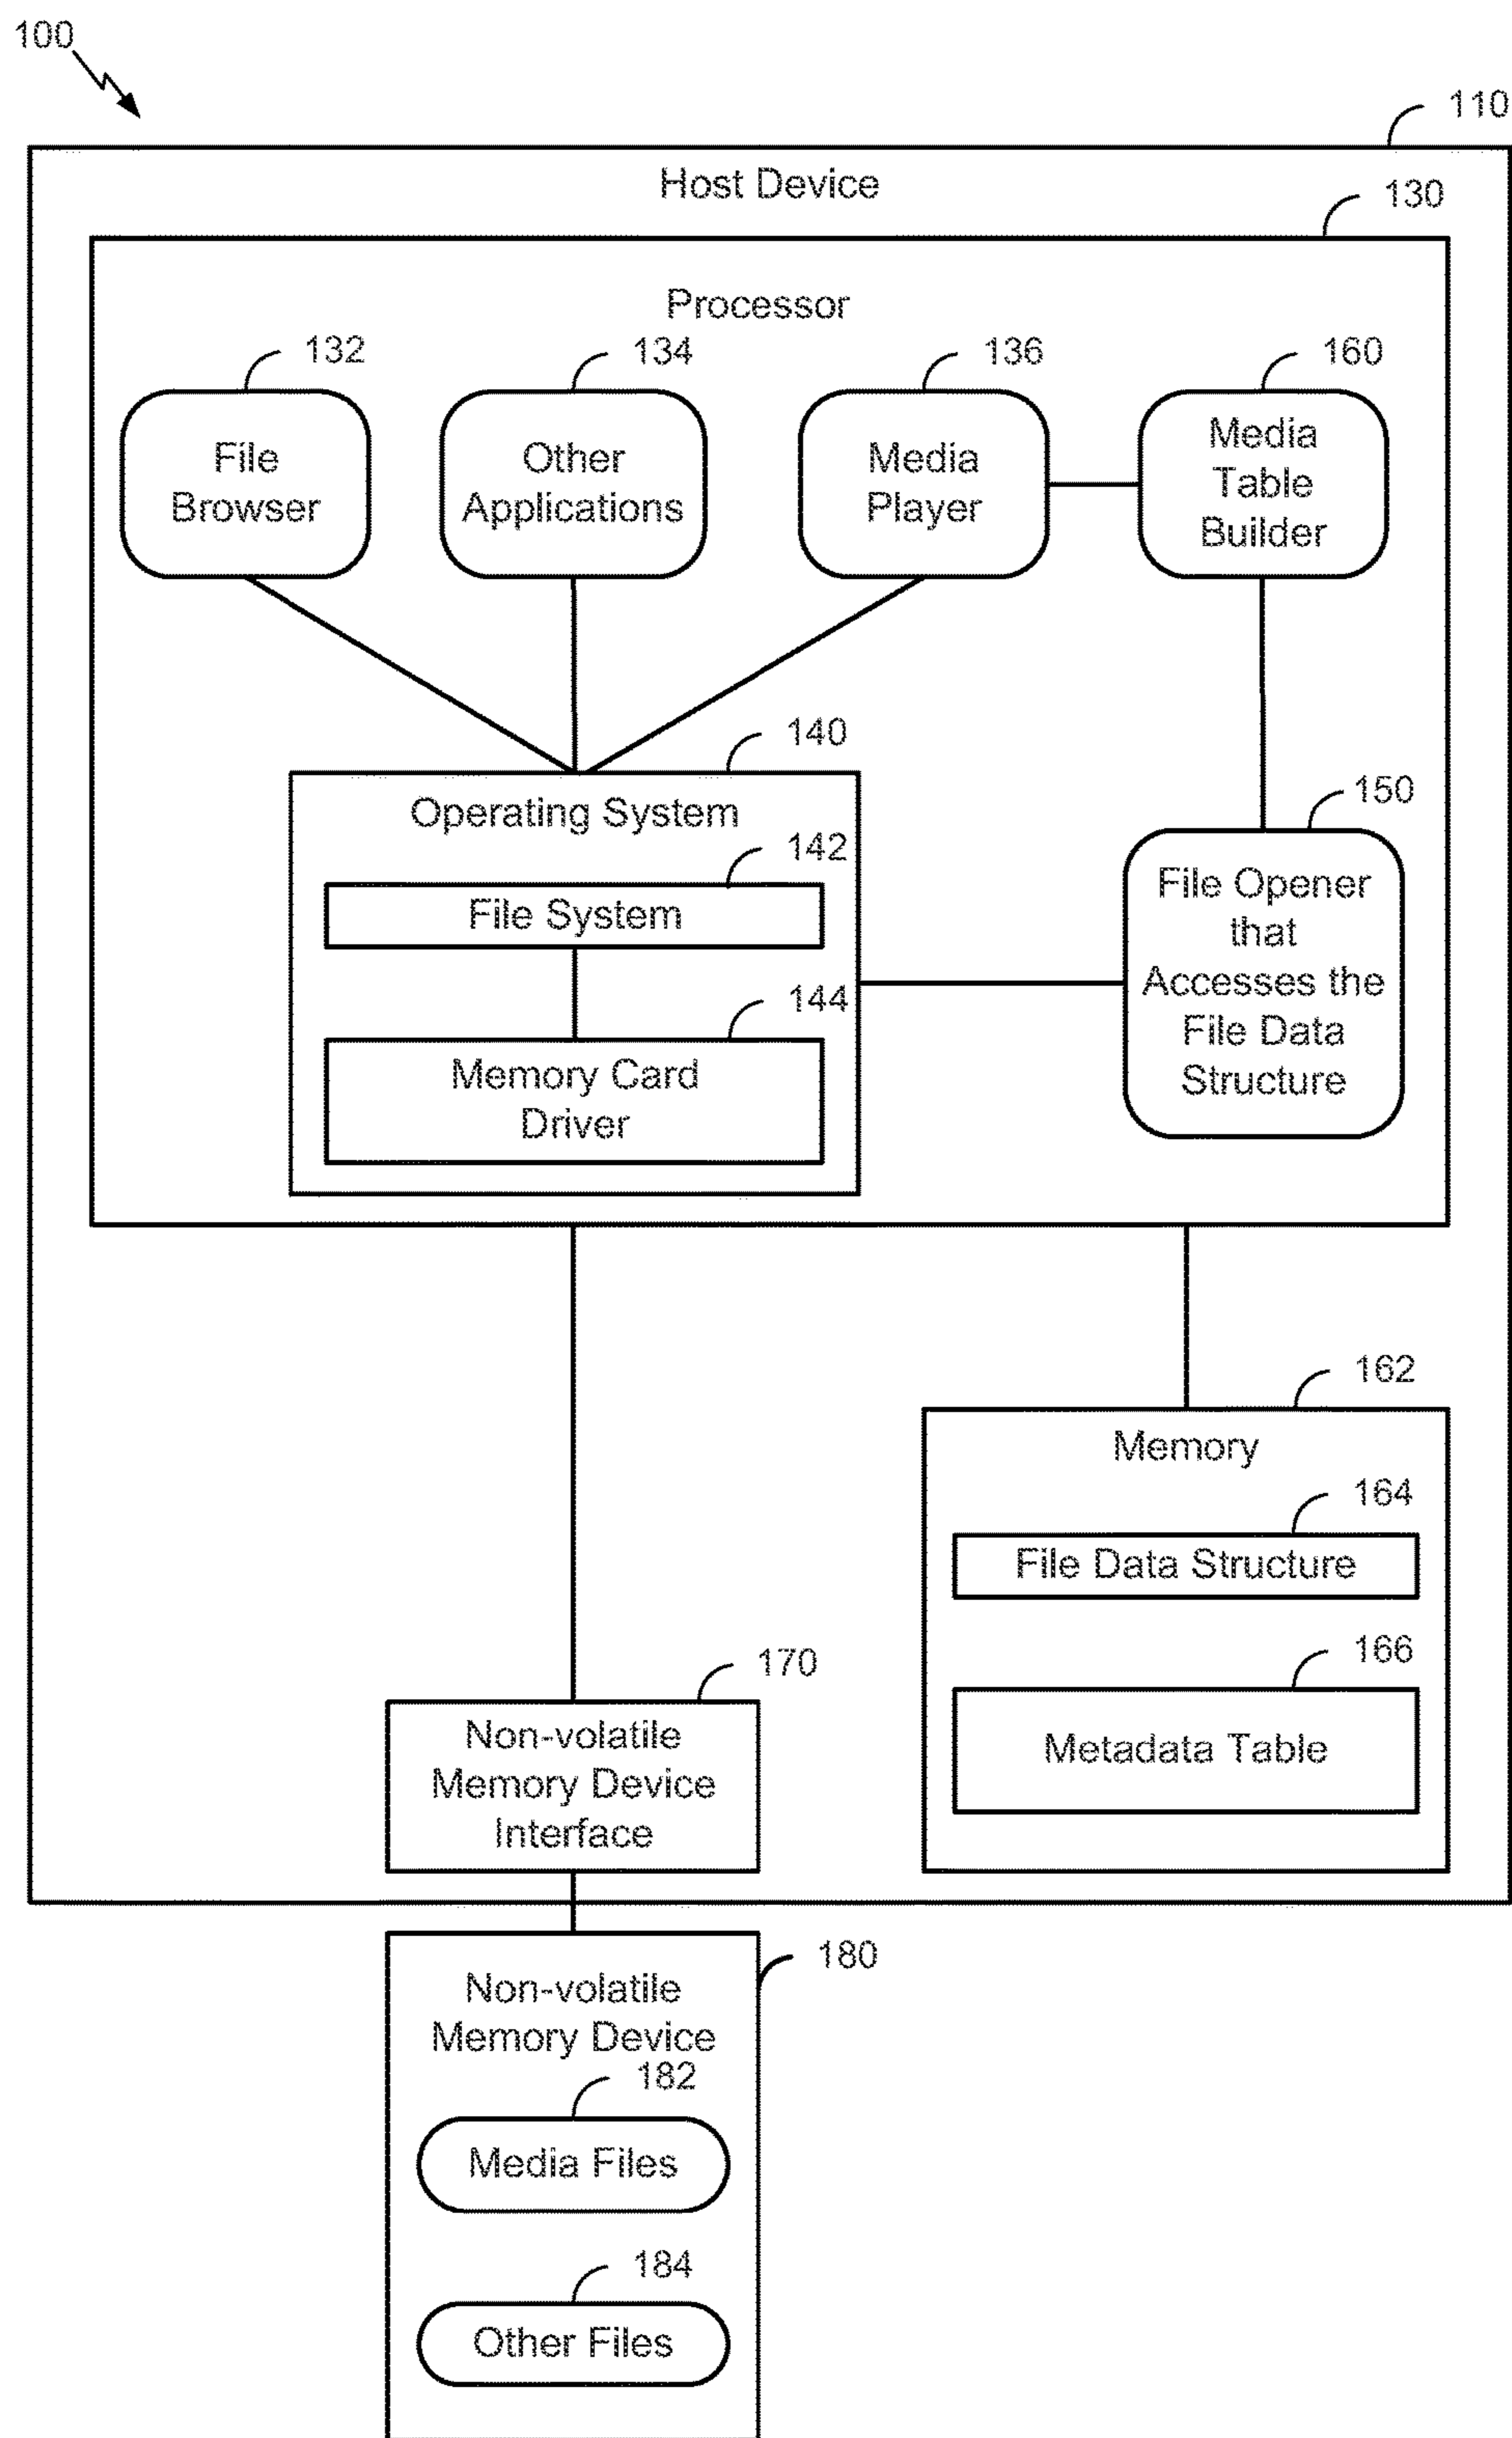 100
110
Host Device
130
Processor
132
134
136
160
File
Browser
Other
Applications
Media
Player
Media
Table
Builder
140
Operating System
142
File System
144
Memory Card
Driver
150
File Opener
that
Accesses the
File Data
Structure
162
Memory
164
File Data Structure
166
Metadata Table
170
Non-volatile
Memory Device
Interface
180
Non-volatile
Memory Device
182
Media Files
184
Other Files